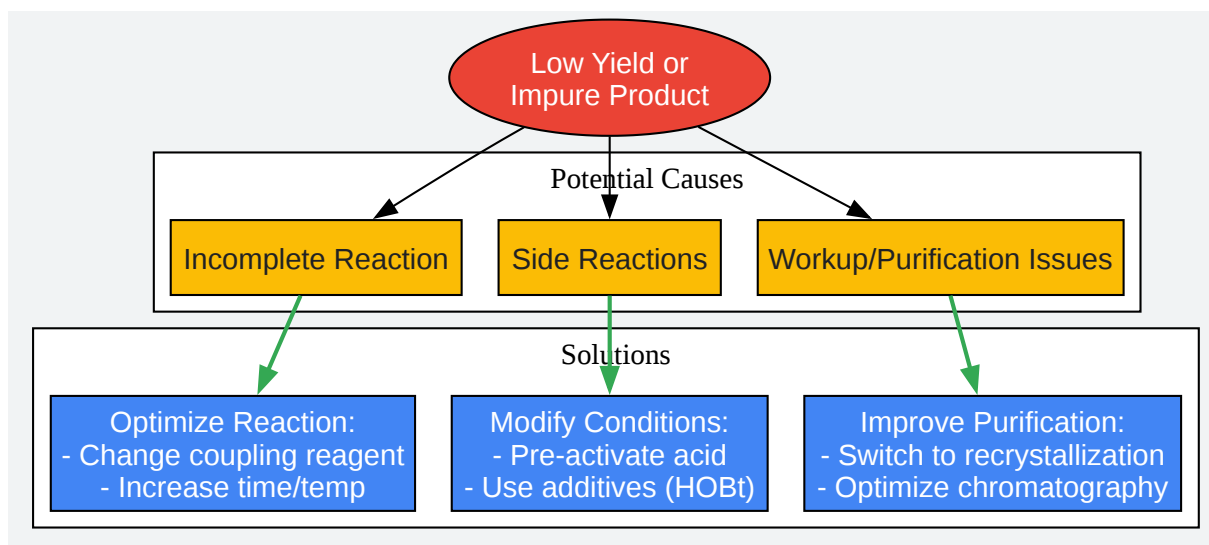 Low Yield or
Impure Product
Potential Causes
Incomplete Reaction
Side Reactions
Workup/Purification Issues
Solutions
Optimize Reaction:
- Change coupling reagent
- Increase time/temp
Modify Conditions:
- Pre-activate acid
- Use additives (HOBt)
Improve Purification:
- Switch to recrystallization
- Optimize chromatography